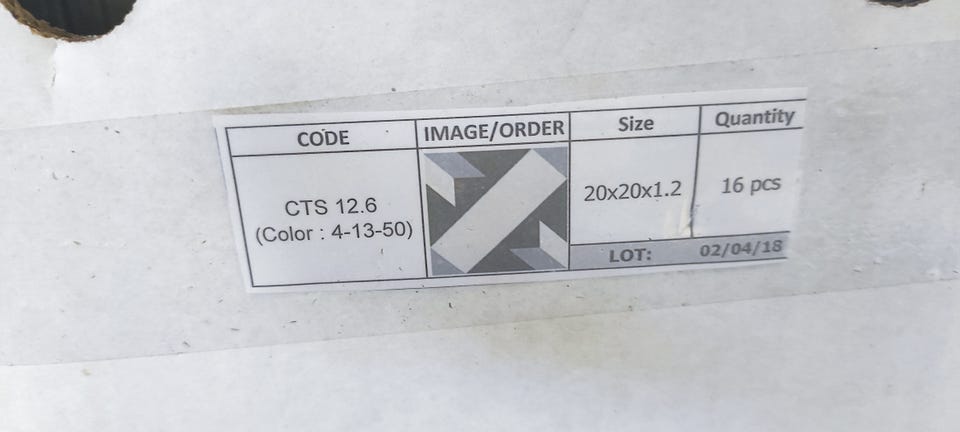 CODE IMAGE/ORDER Size Quantity
CTS 12.6
(Color : 4-13-50)
20x20x1.2 16 pcs
LOT: 02/04/18